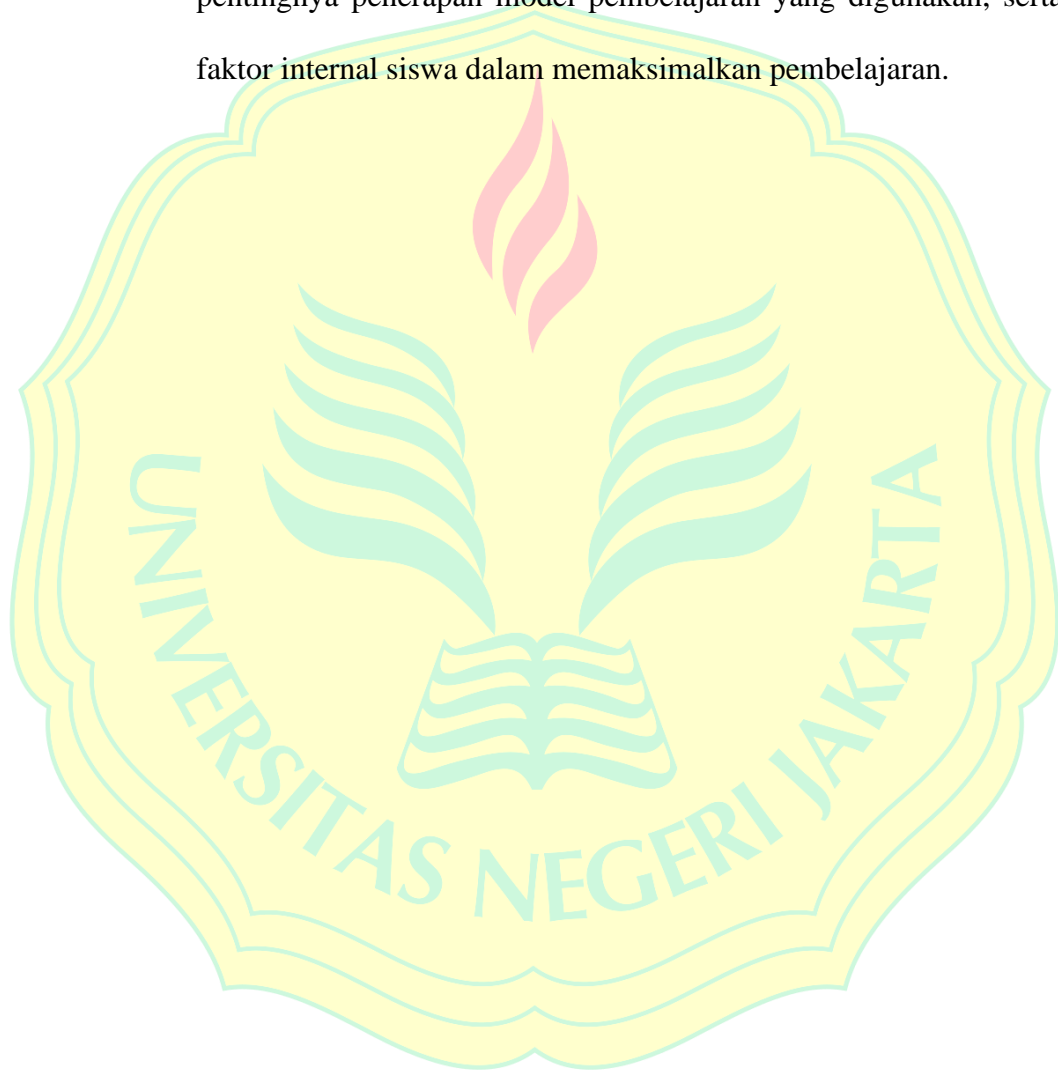 pentingnya penerapan model pembelajaran yang digunakan, serta
faktor internal siswa dalam memaksimalkan pembelajaran.
UNIVERSITAS NEGERI JAKARTA